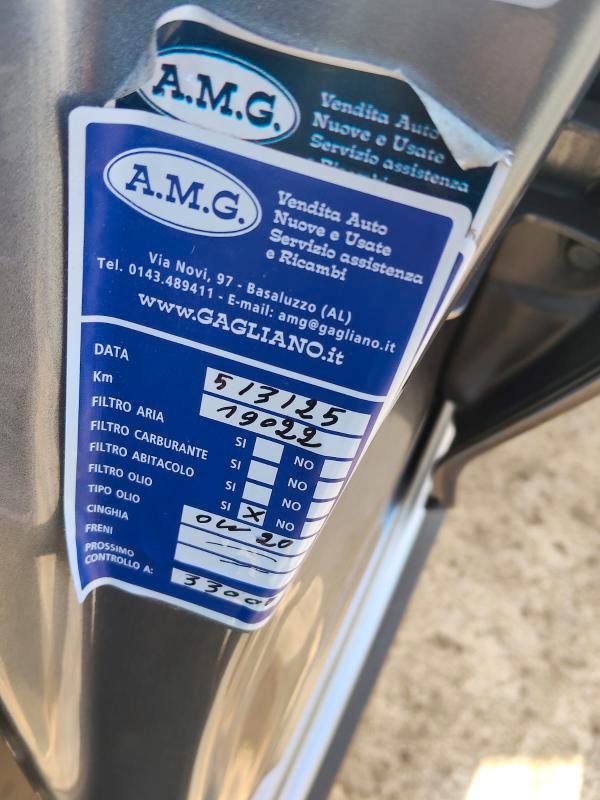 A.M.G.
Vendita Auto
Nuove e Usate
Servizio assistenza
e Ricambi
A.M.G.
Vendita Auto
Nuove e Usate
Servizio assistenza
e Ricambi
Via Novi, 97 - Basaluzzo (AL)
Tel. 0143.489411 - E-mail: amg@gagliano.it
www.GAGLIANO.it
DATA 5/3/25
Km 19022
FILTRO ARIA SI NO
FILTRO CARBURANTE SI NO
FILTRO ABITACOLO SI NO
FILTRO OLIO SI X NO
TIPO OLIO 0W20
CINGHIA
FRENI
PROSSIMO
CONTROLLO A: